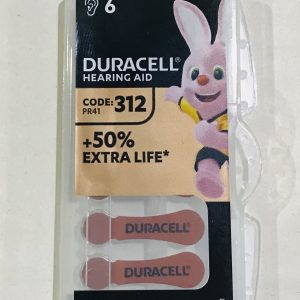 6
DURACELL®
HEARING AID
CODE: 312
PR41
+50%
EXTRA LIFE*
DURACELL®
DURACELL®